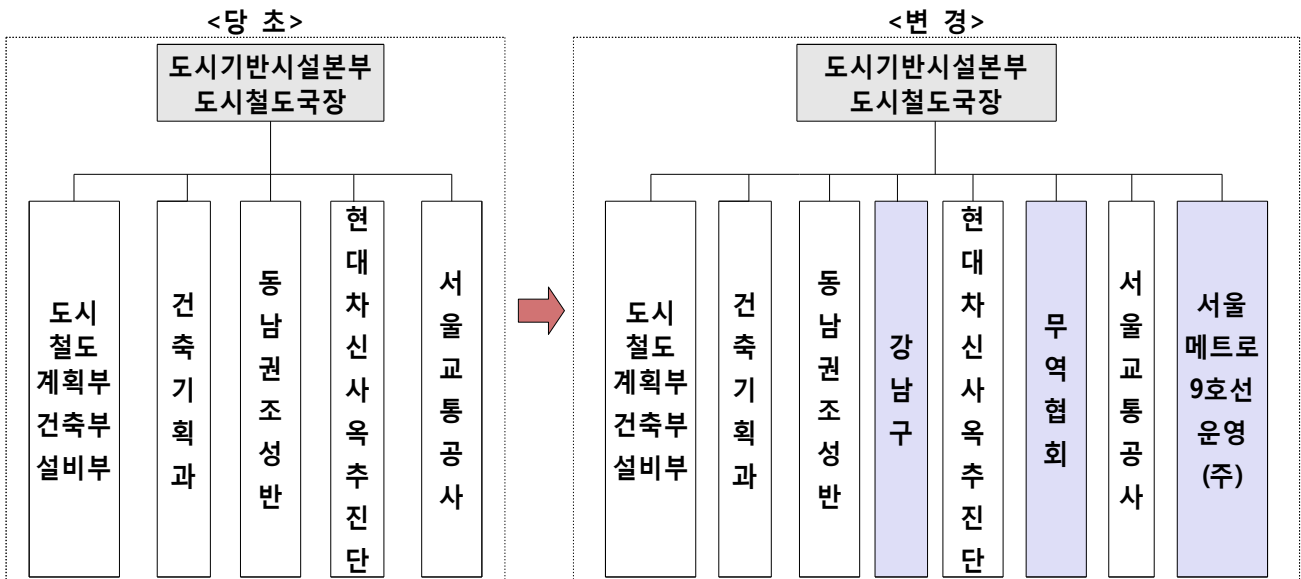 <당 초>
도시기반시설본부
도시철도국장
도시
철도
계획부
건축부
설비부
건축기획과
동남권조성반
현대차신사옥추진단
서울교통공사
<변 경>
도시기반시설본부
도시철도국장
도시
철도
계획부
건축부
설비부
건축기획과
동남권조성반
강남구
현대차신사옥추진단
무역협회
서울교통공사
서울
메트로
9호선
운영
(주)